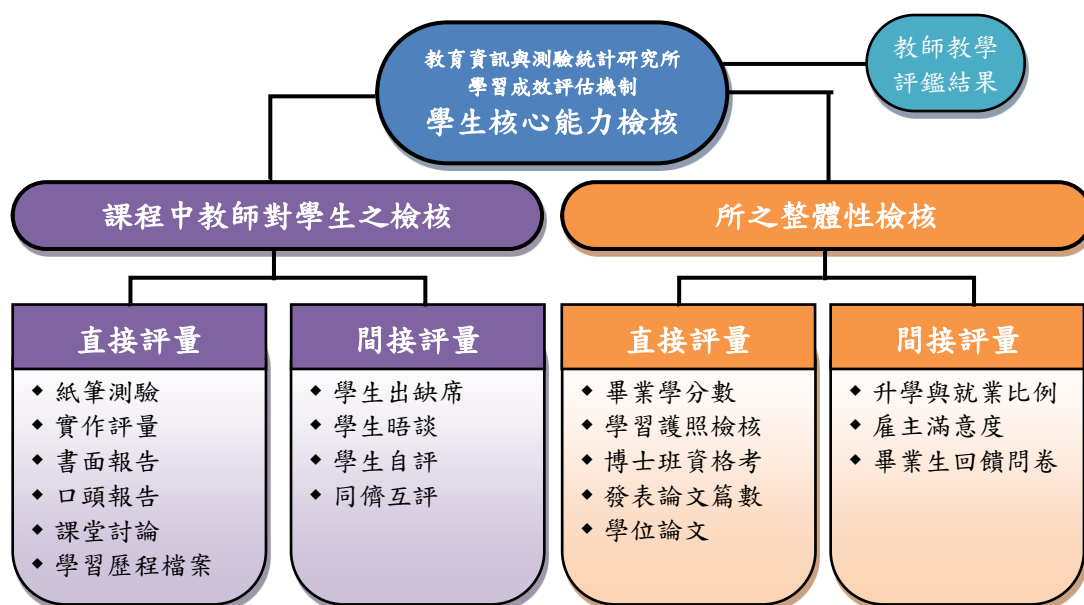 教育資訊與測驗統計研究所
學習成效評估機制
學生核心能力檢核
教師教學
評鑑結果
課程中教師對學生之檢核
所之整體性檢核
直接評量
◆ 紙筆測驗
◆ 實作評量
◆ 書面報告
◆ 口頭報告
◆ 課堂討論
◆ 學習歷程檔案
間接評量
◆ 學生出缺席
◆ 學生晤談
◆ 學生自評
◆ 同儕互評
直接評量
◆ 畢業學分數
◆ 學習護照檢核
◆ 博士班資格考
◆ 發表論文篇數
◆ 學位論文
間接評量
◆ 升學與就業比例
◆ 雇主滿意度
◆ 畢業生回饋問卷